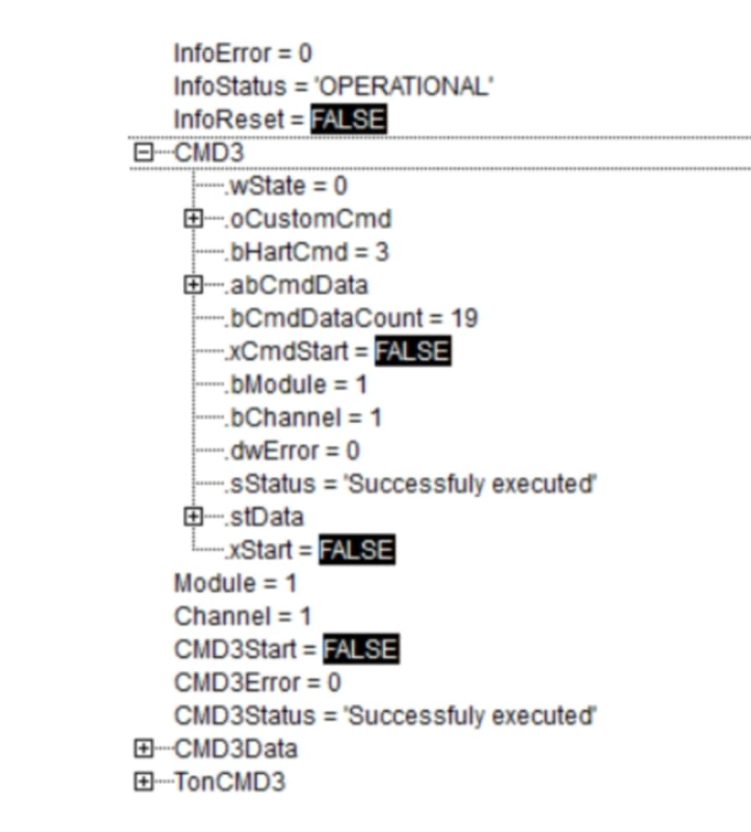 InfoError = 0
InfoStatus = 'OPERATIONAL'
InfoReset = FALSE
CMD3
.wState = 0
.oCustomCmd
.bHartCmd = 3
.abCmdData
.bCmdDataCount = 19
.xCmdStart = FALSE
.bModule = 1
.bChannel = 1
.dwError = 0
.sStatus = 'Successfuly executed'
.stData
.xStart = FALSE
Module = 1
Channel = 1
CMD3Start = FALSE
CMD3Error = 0
CMD3Status = 'Successfuly executed'
CMD3Data
TonCMD3